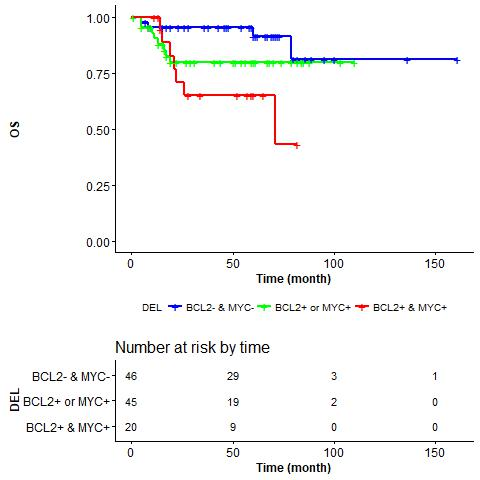 1.00
0.75
0.50
0.25
0.00
OS
0 50 100 150
Time (month)
DEL BCL2- & MYC- BCL2+ or MYC+ BCL2+ & MYC+
Number at risk by time
DEL
BCL2- & MYC- 46 29 3 1
BCL2+ or MYC+ 45 19 2 0
BCL2+ & MYC+ 20 9 0 0
0 50 100 150
Time (month)